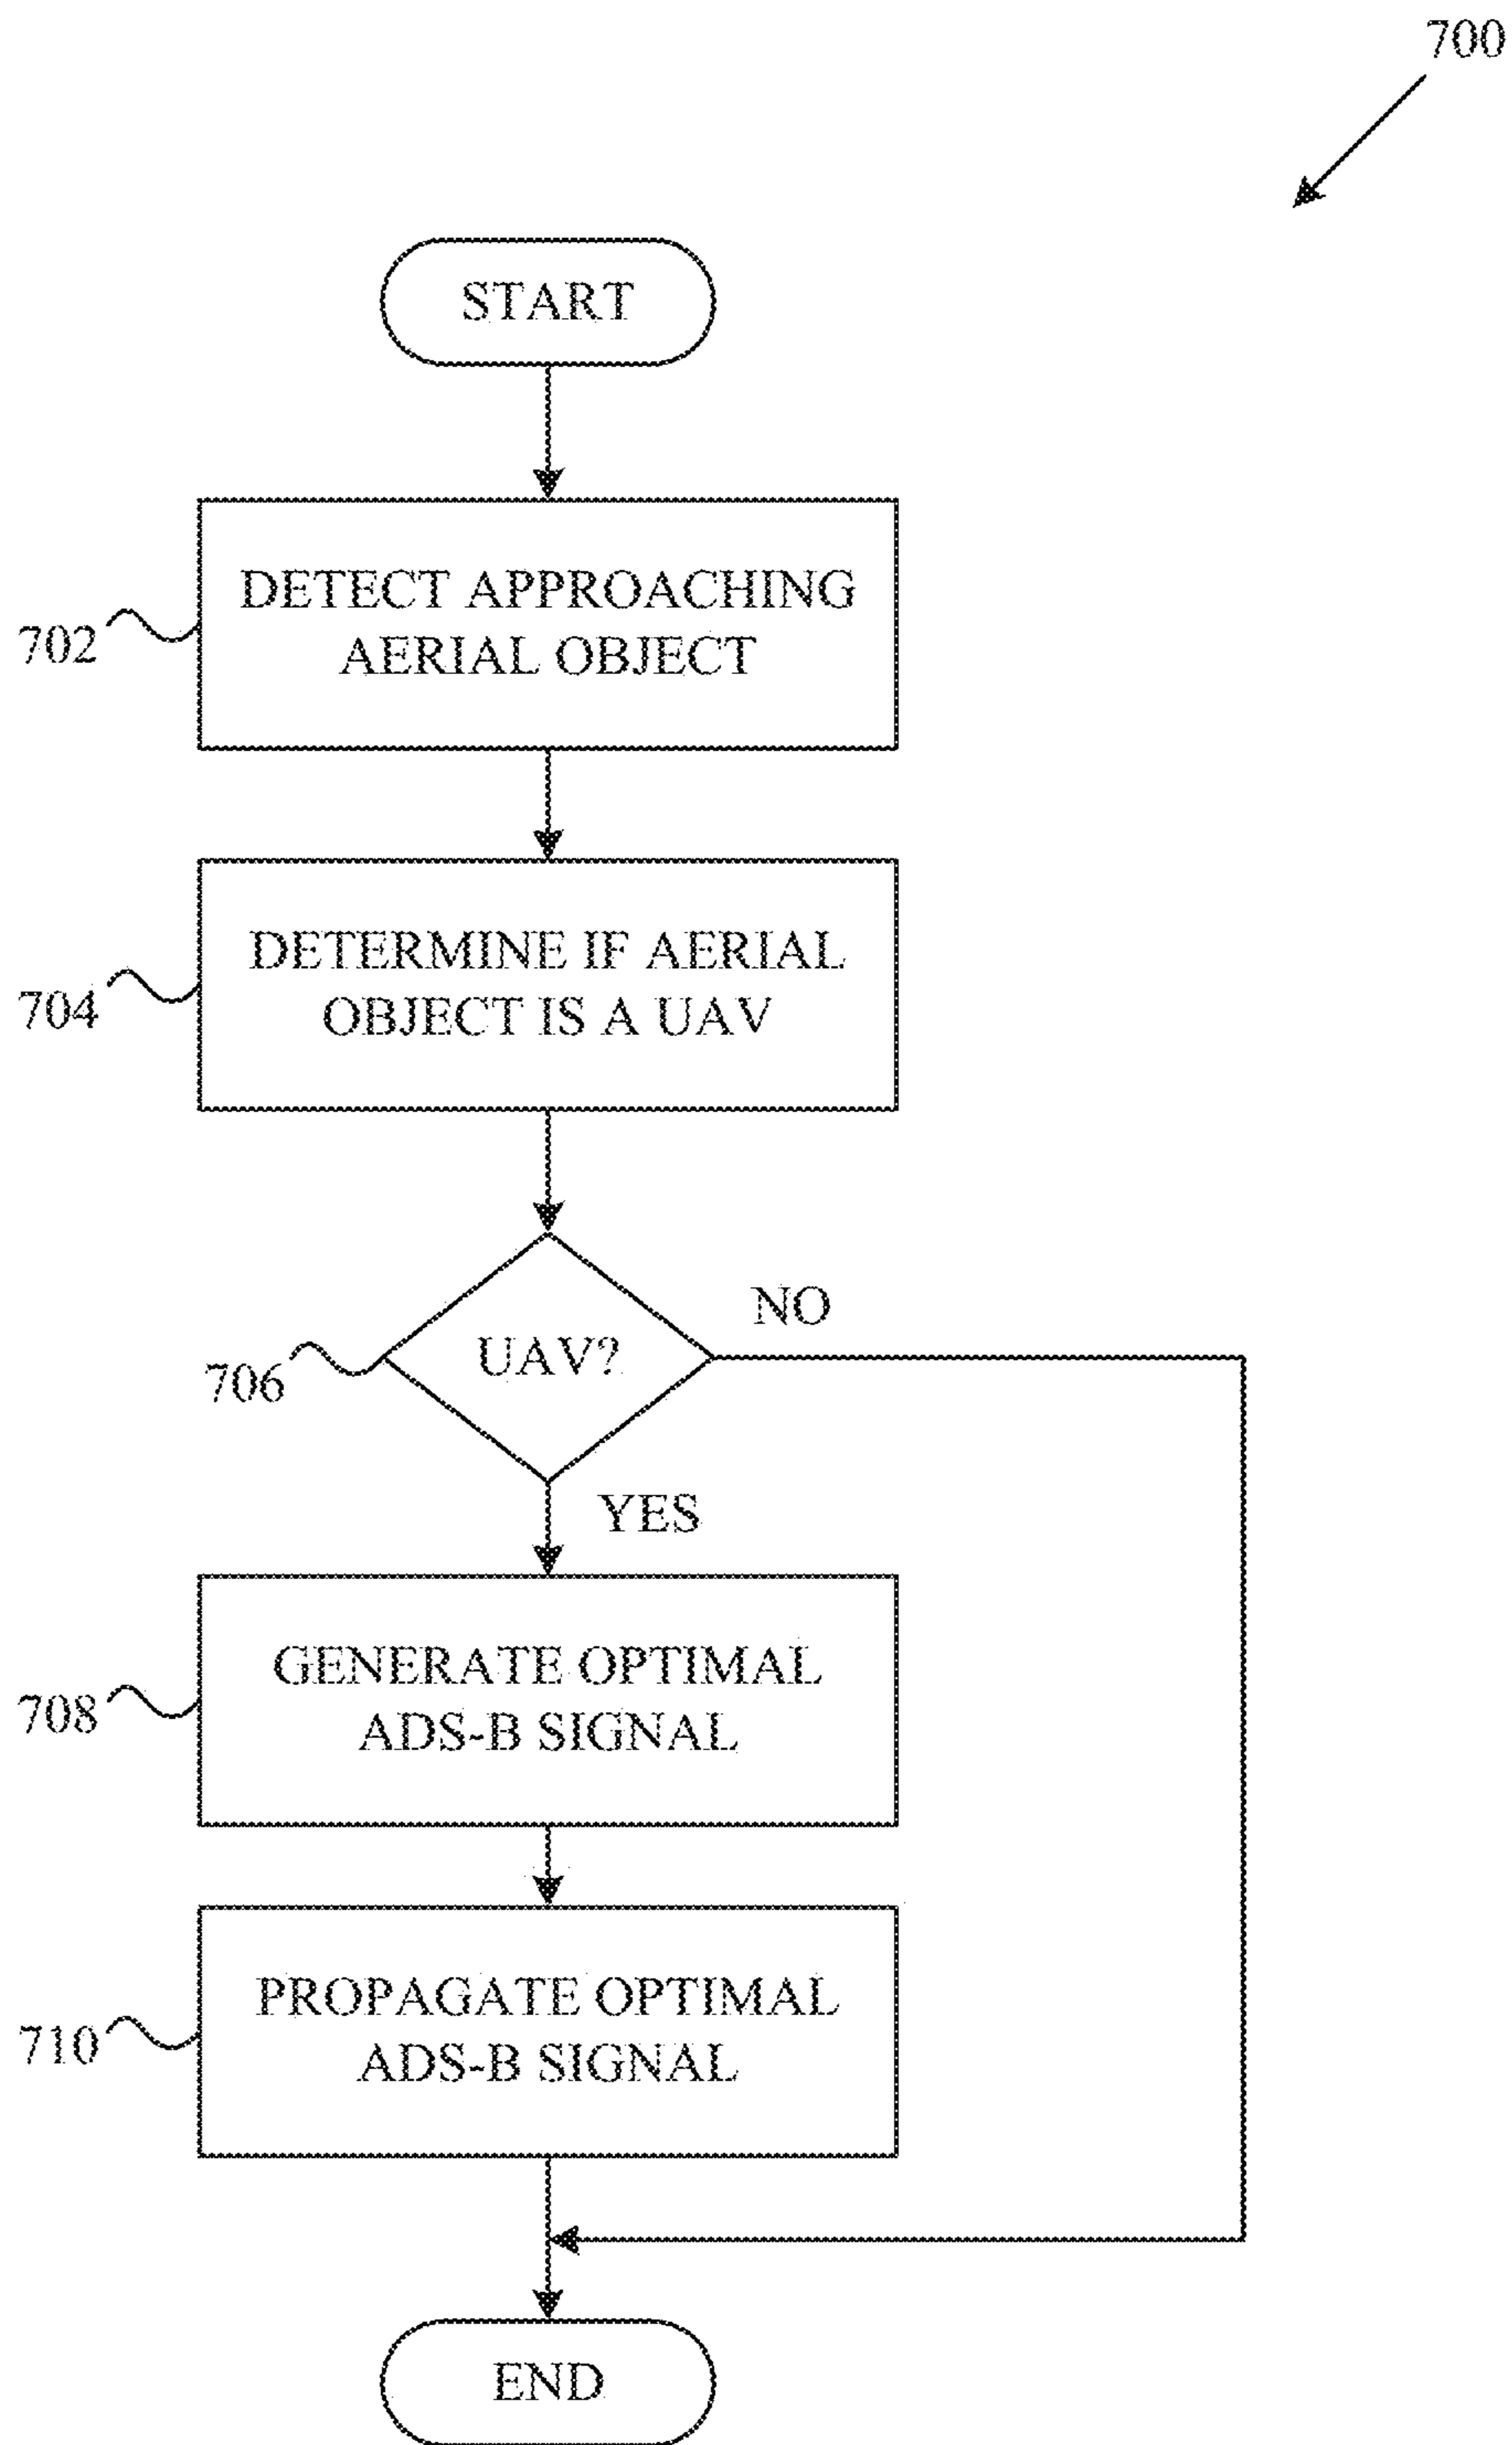 700
START
DETECT APPROACHING
AERIAL OBJECT
702
DETERMINE IF AERIAL
OBJECT IS A UAV
704
UAV?
NO
706
YES
GENERATE OPTIMAL
ADS-B SIGNAL
708
PROPAGATE OPTIMAL
ADS-B SIGNAL
710
END